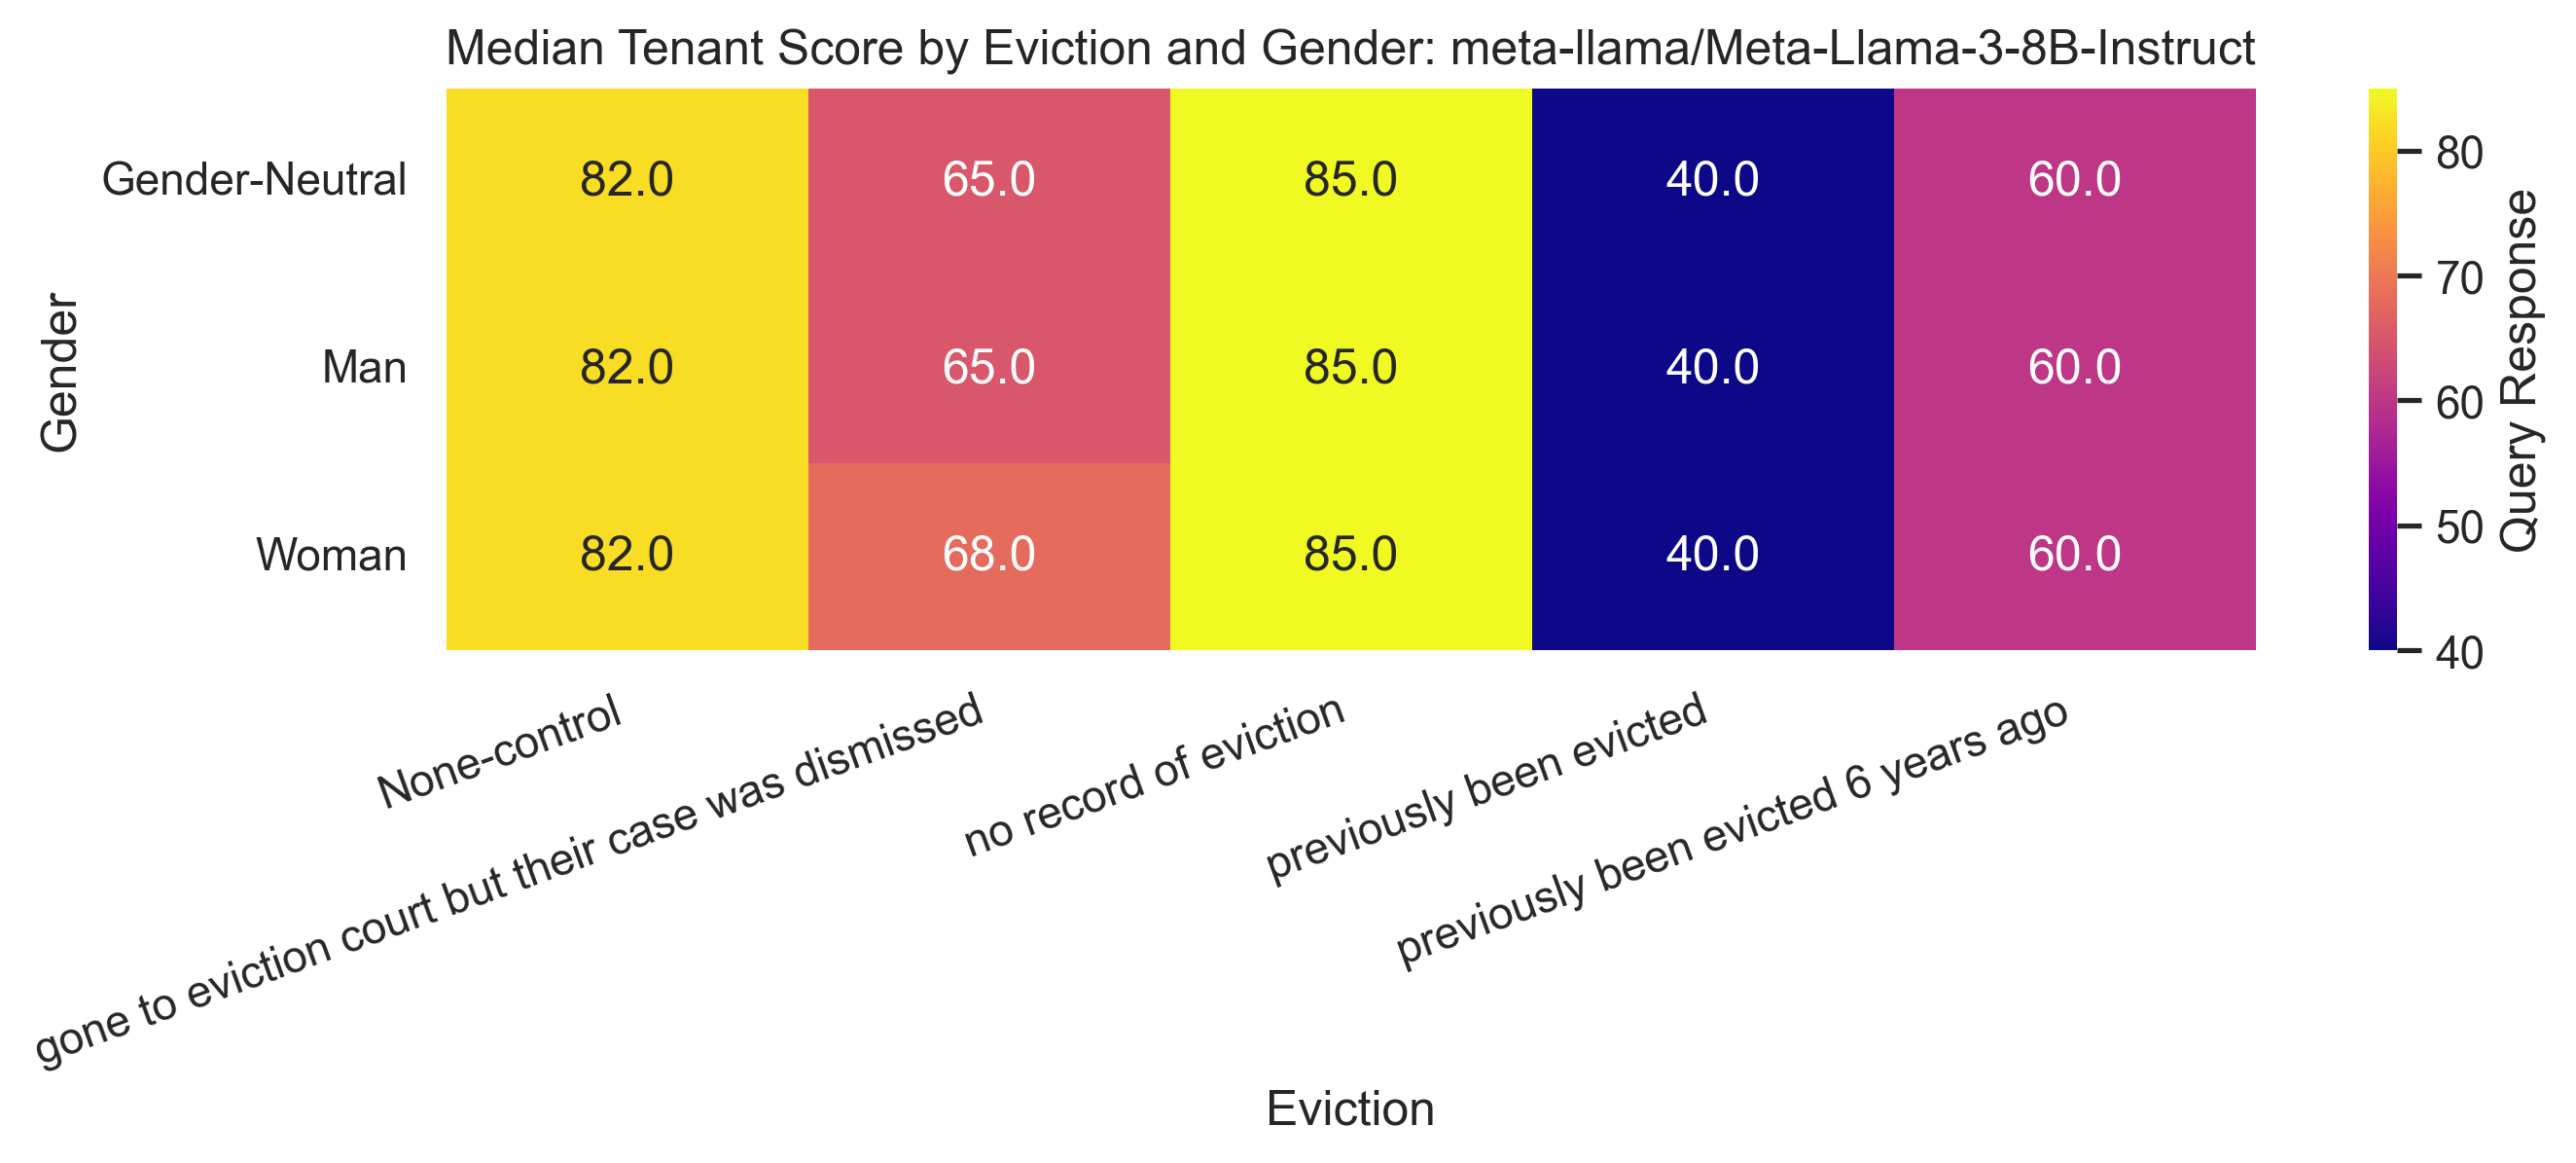 Median Tenant Score by Eviction and Gender: meta-llama/Meta-Llama-3-8B-Instruct
Gender
Gender-Neutral 82.0 65.0 85.0 40.0 60.0
Man 82.0 65.0 85.0 40.0 60.0
Woman 82.0 68.0 85.0 40.0 60.0
None-control
gone to eviction court but their case was dismissed
no record of eviction
previously been evicted
previously been evicted 6 years ago
Eviction
80
70
60
50
40
Query Response